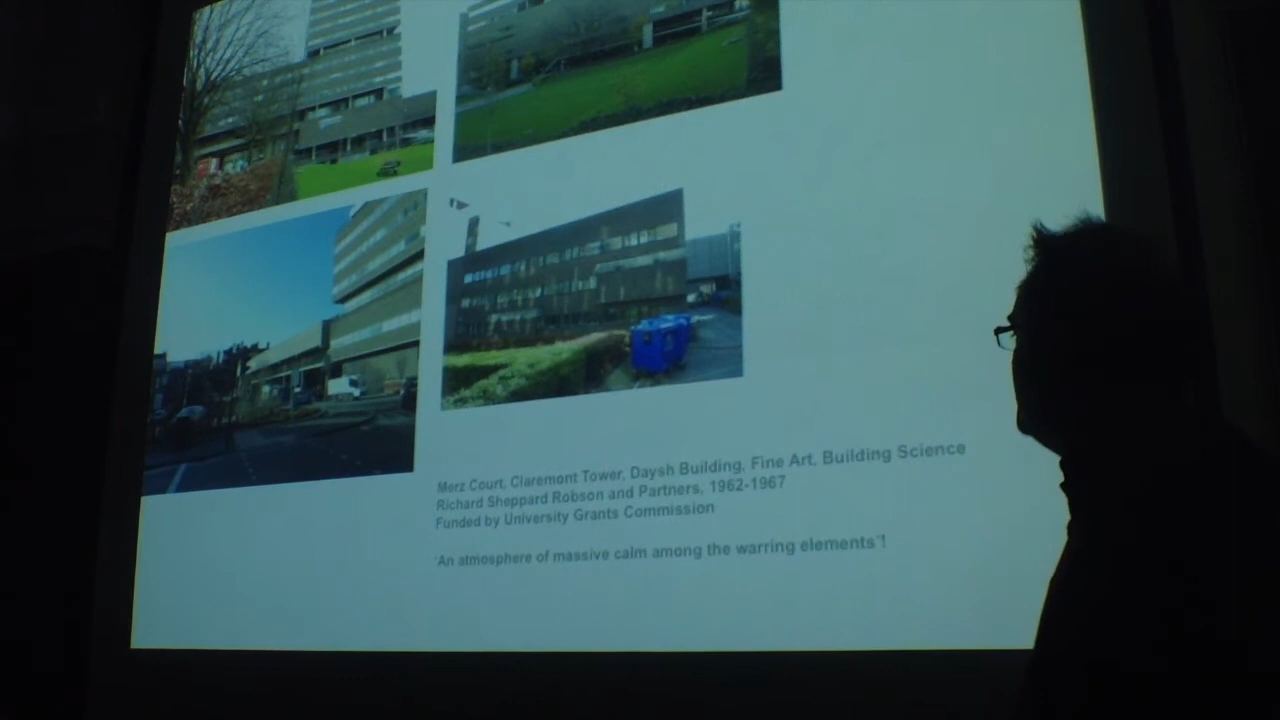 Merz Court, Claremont Tower, Daysh Building, Fine Art, Building Science
Richard Sheppard Robson and Partners, 1962-1967
Funded by University Grants Commission
'An atmosphere of massive calm among the warring elements'!